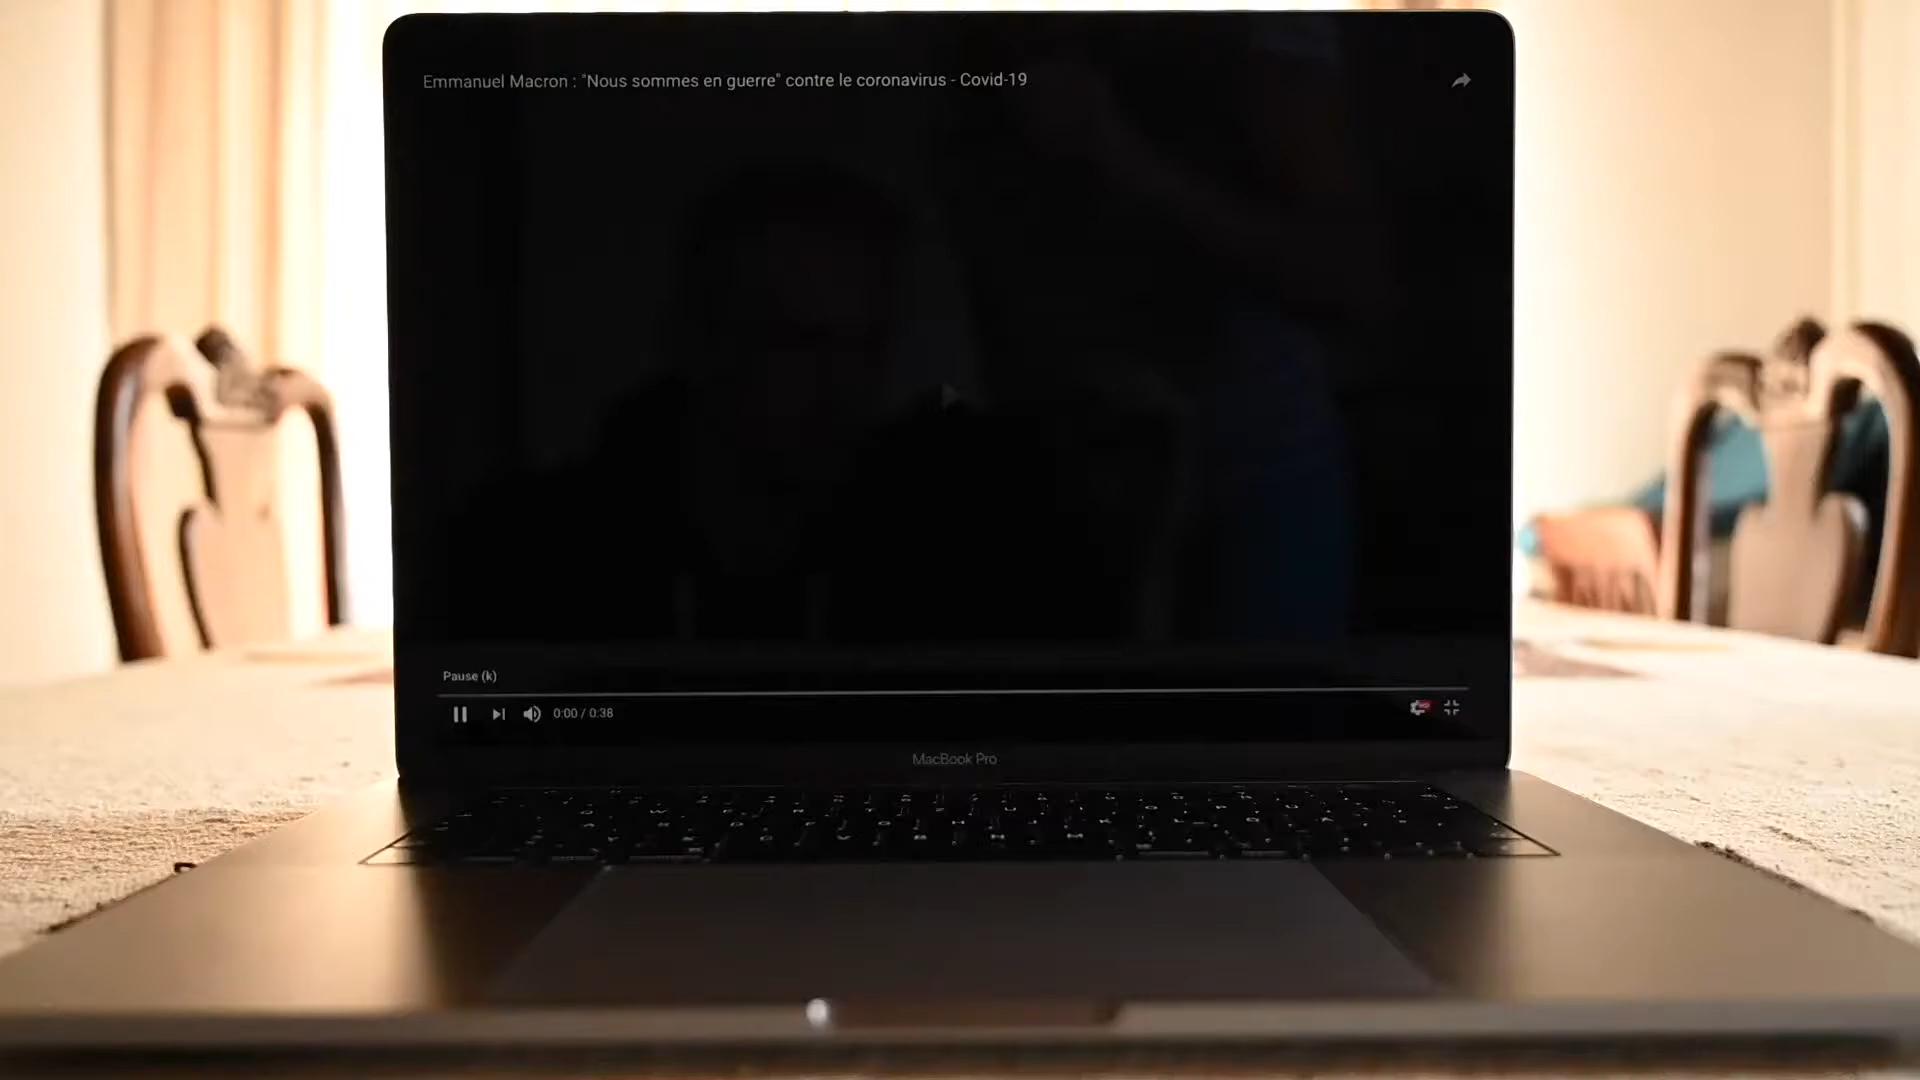 Emmanuel Macron : "Nous sommes en guerre" contre le coronavirus - Covid-19
Pause (k)
0:00 / 0:38
MacBook Pro